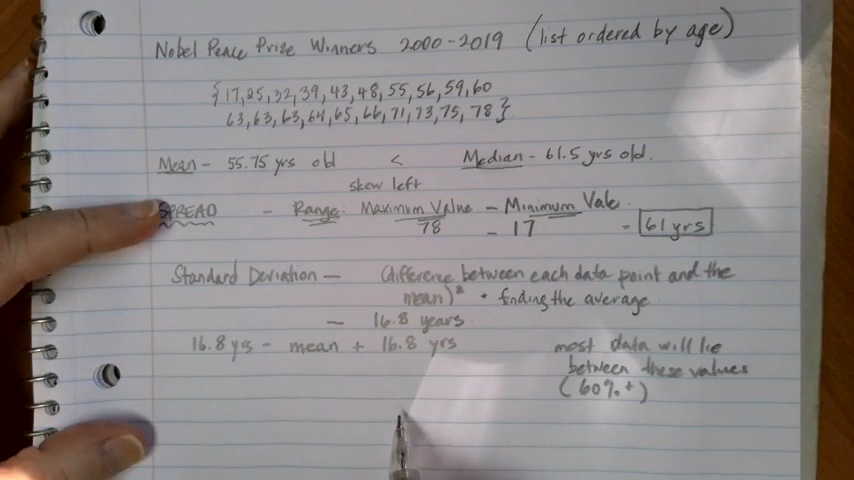 Nobel Peace Prize Winners 2000-2019 (list ordered by age)
{17, 25, 32, 39, 43, 48, 55, 56, 59, 60
63, 63, 63, 64, 65, 66, 71, 73, 75, 78}
Mean - 55.75 yrs old < Median - 61.5 yrs old.
skew left
SPREAD - Range: Maximum Value - Minimum Vale.
78 - 17 = 61 yrs
Standard Deviation - (difference between each data point and the
mean)² + finding the average
- 16.8 years.
16.8 yrs - mean + 16.8 yrs most data will lie
between these values
(60% +)